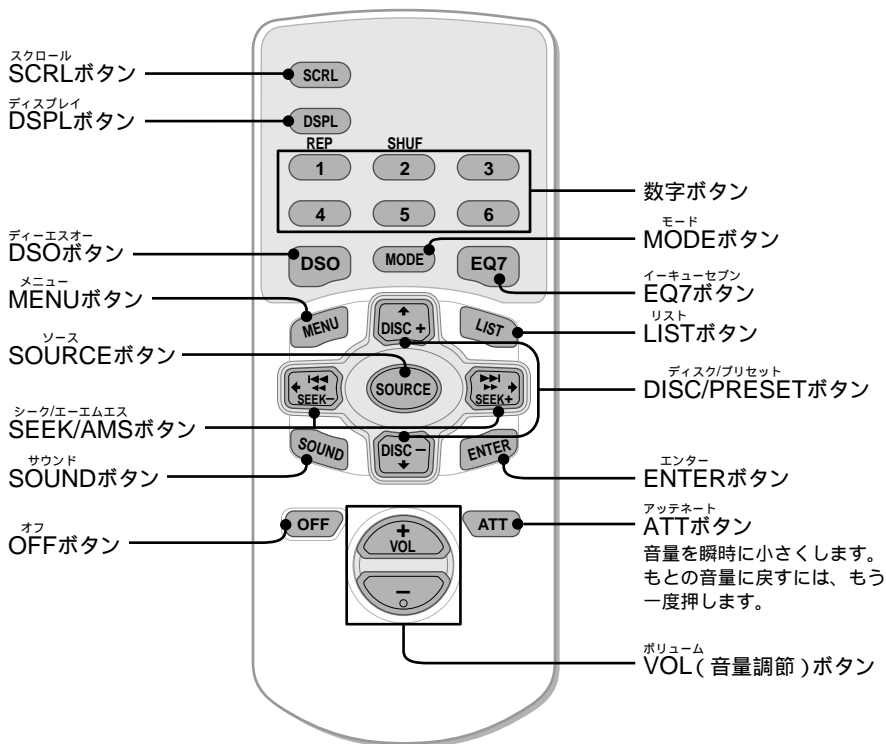 スクロール
SCRLボタン
ディスプレイ
DSPLボタン
ディーエスオー
DSOボタン
メニュー
MENUボタン
ソース
SOURCEボタン
シーク/エーエムエス
SEEK/AMSボタン
サウンド
SOUNDボタン
オフ
OFFボタン
SCRL
DSPL
REP SHUF
1 2 3
4 5 6
DSO MODE EQ7
MENU DISC + LIST
SEEK− SOURCE SEEK+
SOUND DISC − ENTER
OFF + ATT
VOL
−
数字ボタン
モード
MODEボタン
イーキューセブン
EQ7ボタン
リスト
LISTボタン
ディスク/プリセット
DISC/PRESETボタン
エンター
ENTERボタン
アッテネート
ATTボタン
音量を瞬時に小さくします。
もとの音量に戻すには、もう
一度押します。
ボリューム
VOL(音量調節)ボタン